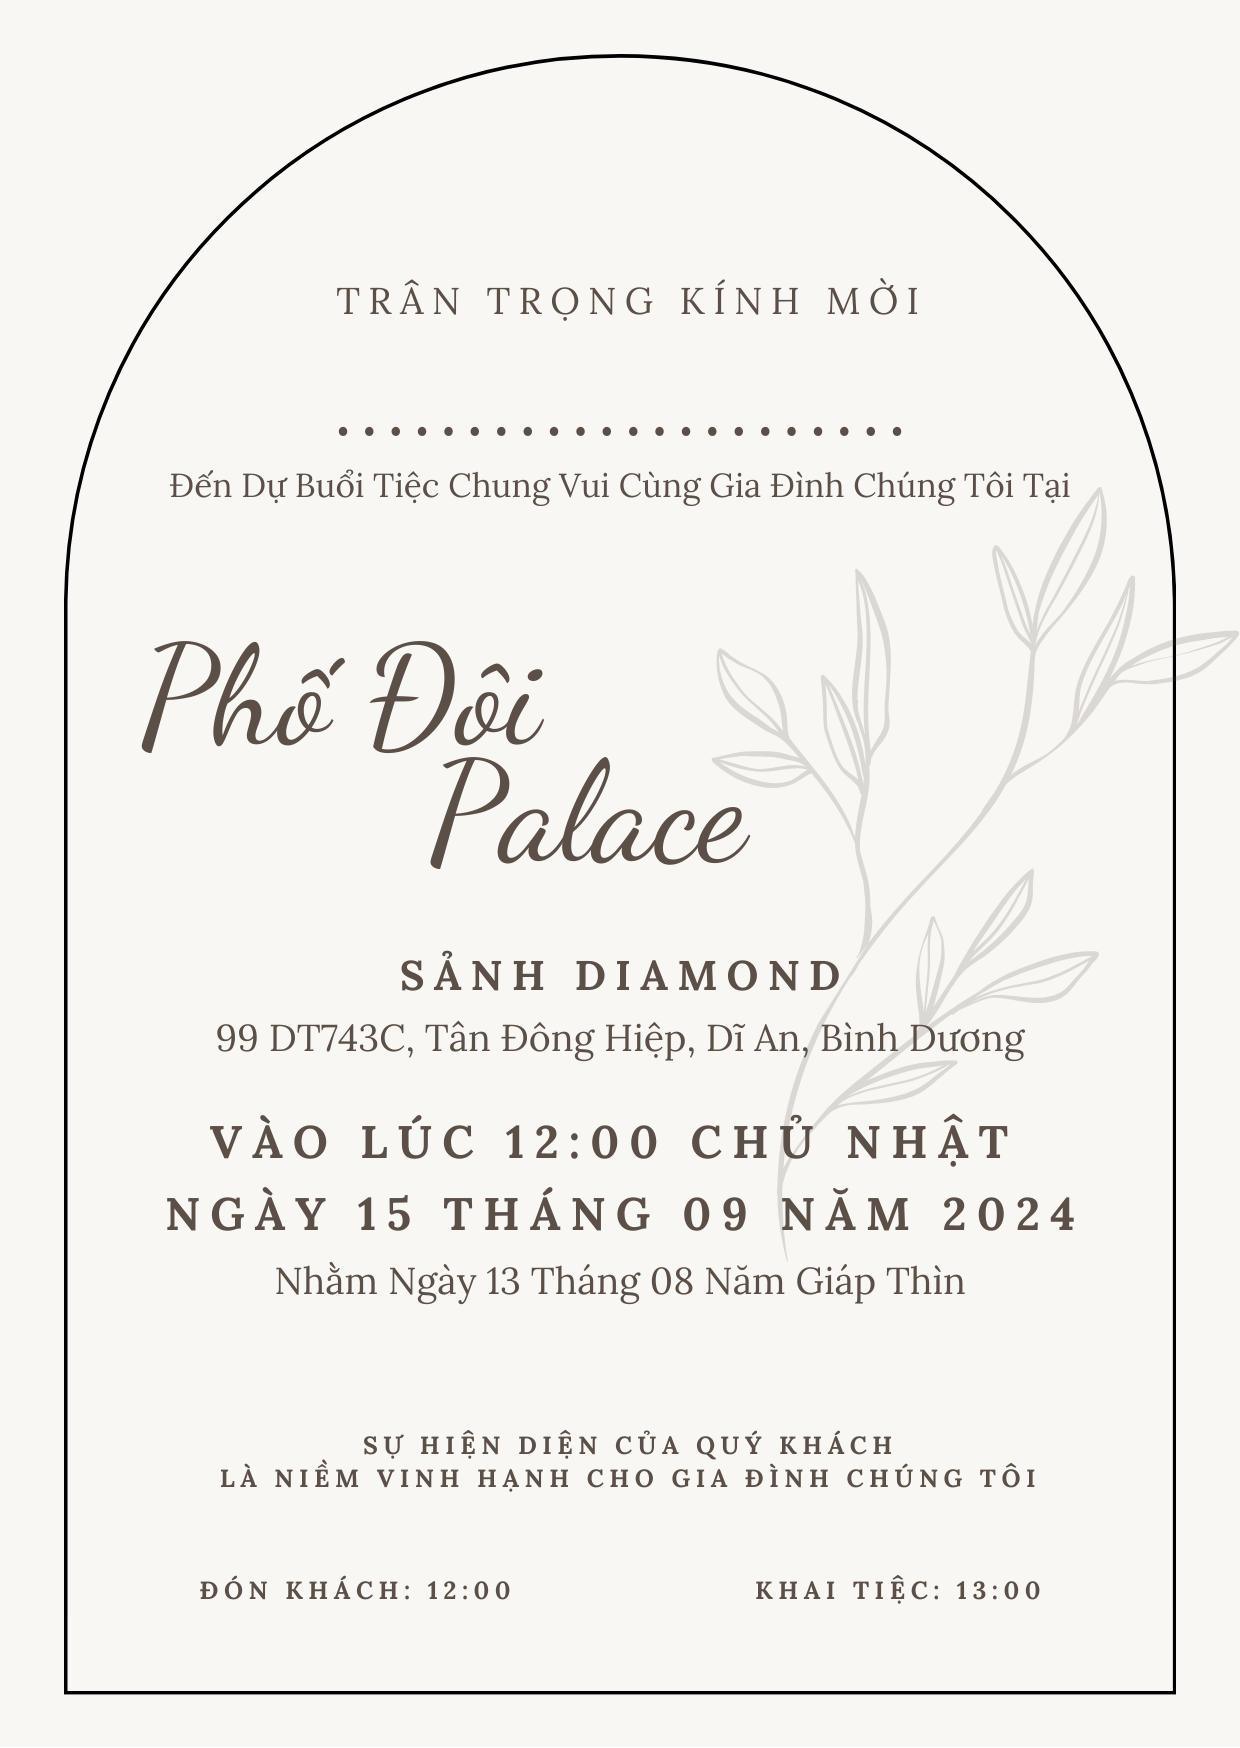 TRÂN TRỌNG KÍNH MỜI
......................
Đến Dự Buổi Tiệc Chung Vui Cùng Gia Đình Chúng Tôi Tại
Phố Đôi
Palace
SẢNH DIAMOND
99 DT743C, Tân Đông Hiệp, Dĩ An, Bình Dương
VÀO LÚC 12:00 CHỦ NHẬT
NGÀY 15 THÁNG 09 NĂM 2024
Nhằm Ngày 13 Tháng 08 Năm Giáp Thìn
SỰ HIỆN DIỆN CỦA QUÝ KHÁCH
LÀ NIỀM VINH HẠNH CHO GIA ĐÌNH CHÚNG TÔI
ĐÓN KHÁCH: 12:00
KHAI TIỆC: 13:00